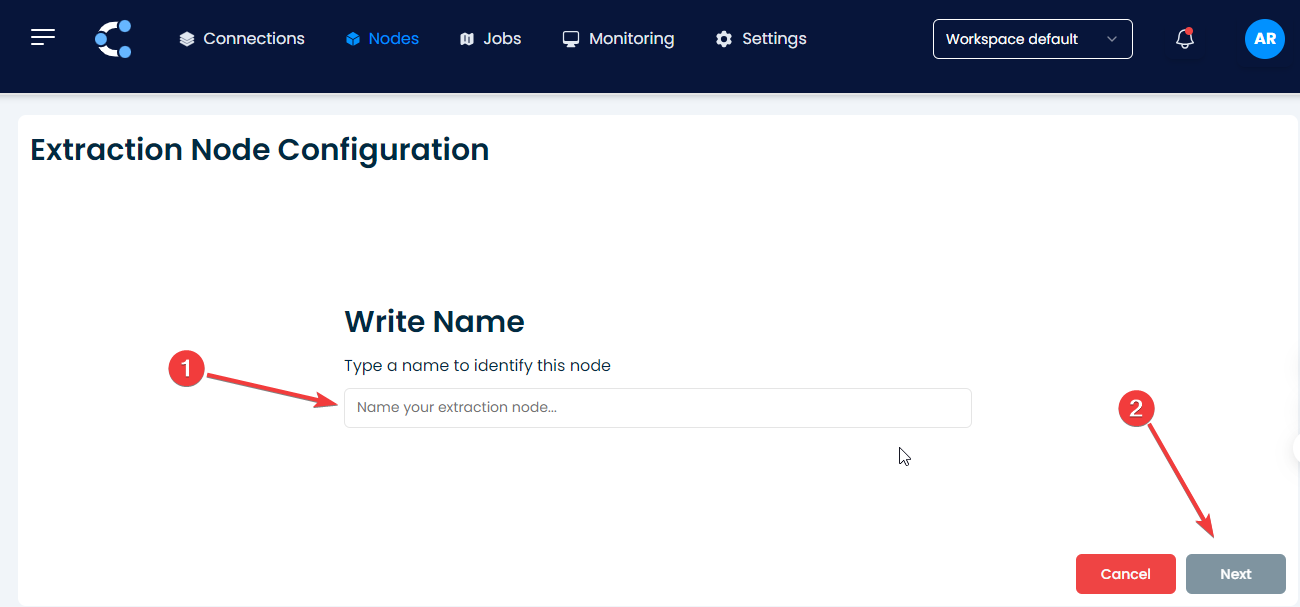 Connections Nodes Jobs Monitoring Settings Workspace default AR
Extraction Node Configuration
Write Name
Type a name to identify this node
1
Name your extraction node...
2
Cancel Next